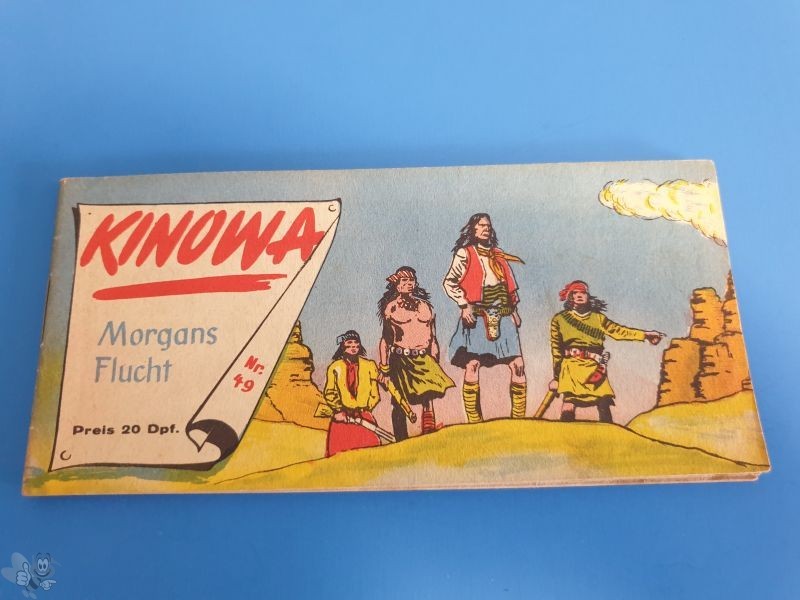 KINOWA
Morgans
Flucht
Nr.
49
Preis 20 Dpf.